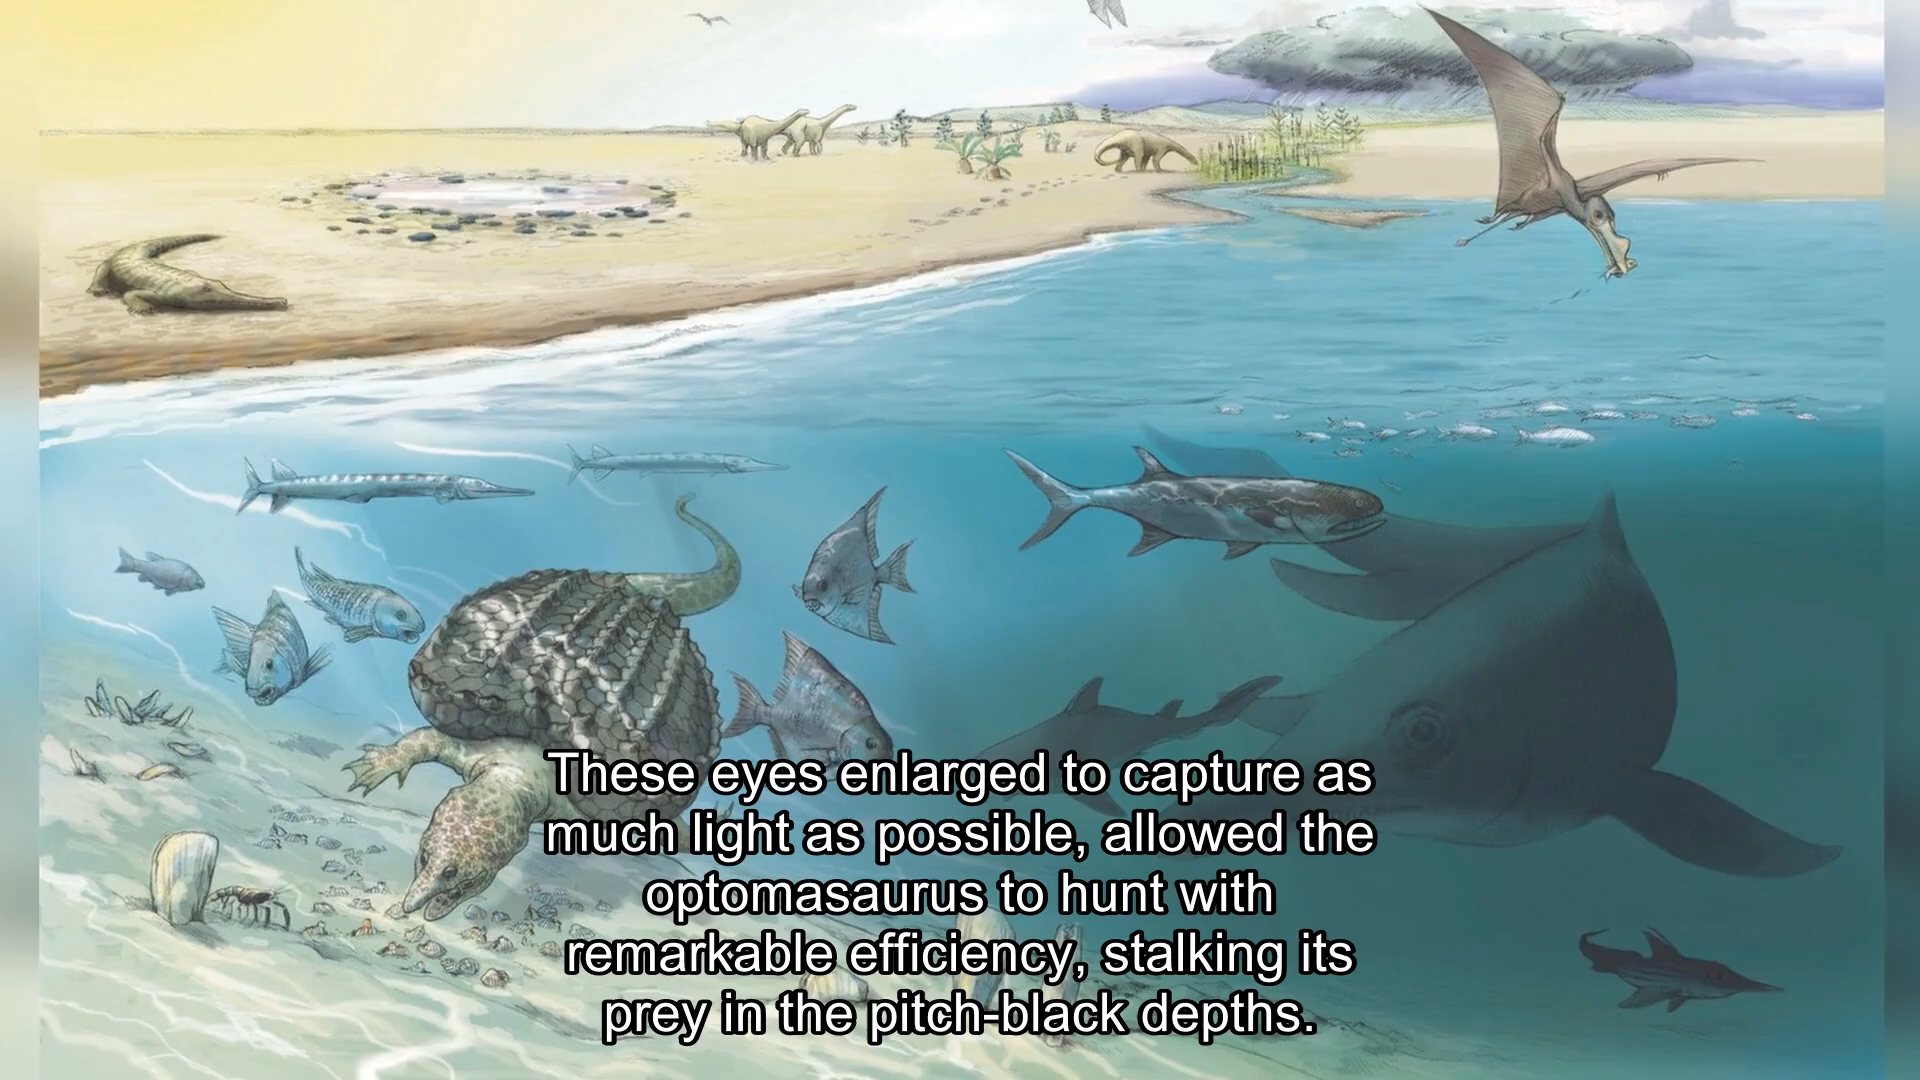 These eyes enlarged to capture as
much light as possible, allowed the
optomasaurus to hunt with
remarkable efficiency, stalking its
prey in the pitch-black depths.